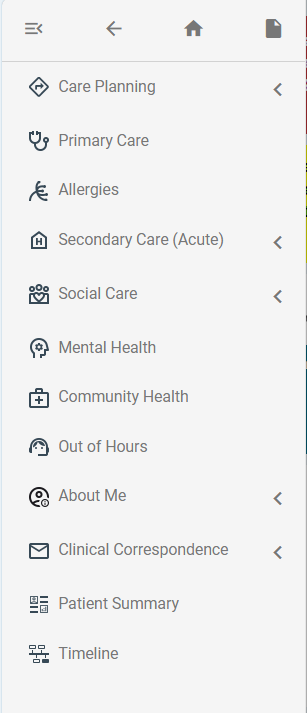 Care Planning
Primary Care
Allergies
Secondary Care (Acute)
Social Care
Mental Health
Community Health
Out of Hours
About Me
Clinical Correspondence
Patient Summary
Timeline